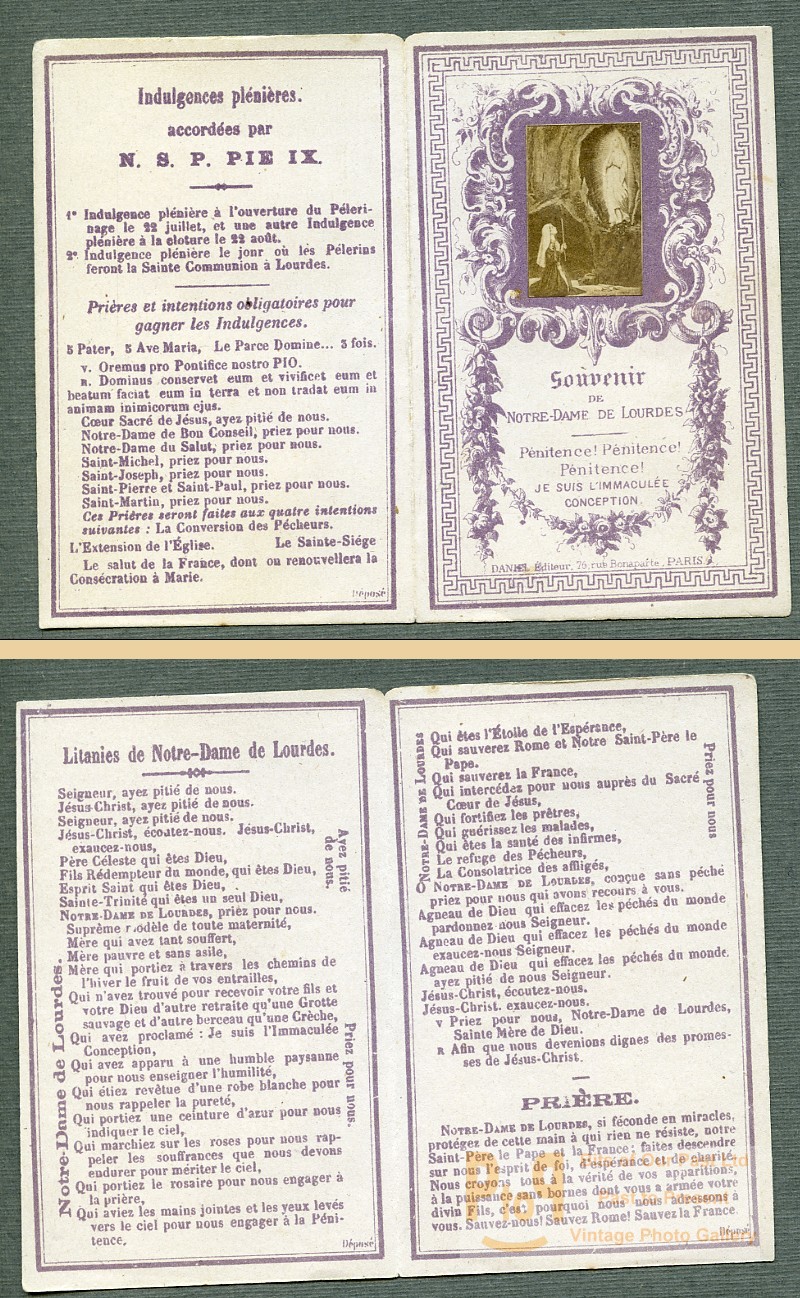 Indulgences plénières.
accordées par
N. S. P. PIE IX.
1º Indulgence plénière à l'ouverture du Péleri-
nage le 22 juillet, et une autre Indulgence
plénière à la cloture le 22 août.
2º Indulgence plénière le jonr où les Pélerins
feront la Sainte Communion à Lourdes.
Prières et intentions obligatoires pour
gagner les Indulgences.
5 Pater, 5 Ave Maria, Le Parce Domine... 3 fois.
V. Oremus pro Pontifice nostro PIO.
R. Dominus conservet eum et vivificet eum et
beatum faciat eum in terra et non tradat eum in
animam inimicorum ejus.
Cœur Sacré de Jésus, ayez pitié de nous.
Notre-Dame de Bon Conseil, priez pour nous.
Notre-Dame du Salut, priez pour nous.
Saint-Michel, priez pour nous.
Saint-Joseph, priez pour nous.
Saint-Pierre et Saint-Paul, priez pour nous.
Saint-Martin, priez pour nous.
Ces Prières seront faites aux quatre intentions
suivantes : La Conversion des Pécheurs.
L'Extension de l'Église. Le Sainte-Siége
Le salut de la France, dont on renouvellera la
Consécration à Marie.
Déposé
Souvenir
DE
NOTRE-DAME DE LOURDES
Pénitence! Pénitence!
Pénitence!
JE SUIS L'IMMACULÉE
CONCEPTION.
DANIEL Éditeur, 76, rue Bonaparte, PARIS.
Litanies de Notre-Dame de Lourdes.
Seigneur, ayez pitié de nous.
Jésus-Christ, ayez pitié de nous.
Seigneur, ayez pitié de nous.
Jésus-Christ, écoutez-nous. Jésus-Christ,
exaucez-nous,
Père Céleste qui êtes Dieu,
Fils Rédempteur du monde, qui êtes Dieu,
Esprit Saint qui êtes Dieu,
Sainte-Trinité qui êtes un seul Dieu,
Ayez pitié
de nous.
NOTRE-DAME DE LOURDES, priez pour nous.
Suprême modèle de toute maternité,
Mère qui avez tant souffert,
Mère pauvre et sans asile,
Mère qui portiez à travers les chemins de
l'hiver le fruit de vos entrailles,
Qui n'avez trouvé pour recevoir votre fils et
votre Dieu d'autre retraite qu'une Grotte
sauvage et d'autre berceau qu'une Crèche,
Qui avez proclamé : Je suis l'Immaculée
Conception,
Qui avez apparu à une humble paysanne
pour nous enseigner l'humilité,
Qui étiez revêtue d'une robe blanche pour
nous rappeler la pureté,
Qui portiez une ceinture d'azur pour nous
indiquer le ciel,
Qui marchiez sur les roses pour nous rap-
peler les souffrances que nous devons
endurer pour mériter le ciel,
Qui portiez le rosaire pour nous engager à
la prière,
Qui aviez les mains jointes et les yeux levés
vers le ciel pour nous engager à la Péni-
tence,
Notre-Dame de Lourdes.
Priez pour nous.
Déposé
Qui êtes l'Étoile de l'Espérance,
Qui sauverez Rome et Notre Saint-Père le
Pape.
Qui sauverez la France,
Qui intercédez pour nous auprès du Sacré
Cœur de Jésus,
Qui fortifiez les prêtres,
Qui guérissez les malades,
Qui êtes la santé des infirmes,
Le refuge des Pécheurs,
La Consolatrice des affligés,
NOTRE-DAME DE LOURDES
Priez pour nous
O NOTRE-DAME DE LOURDES, conçue sans péché
priez pour nous qui avons recours à vous.
Agneau de Dieu qui effacez les péchés du monde
pardonnez-nous Seigneur.
Agneau de Dieu qui effacez les péchés du monde
exaucez-nous Seigneur.
Agneau de Dieu qui effacez les péchés du monde.
ayez pitié de nous Seigneur.
Jésus-Christ, écoutez-nous.
Jésus-Christ. exaucez-nous.
V Priez pour nous, Notre-Dame de Lourdes,
Sainte Mère de Dieu.
R Afin que nous devenions dignes des promes-
ses de Jésus-Christ.
PRIÈRE.
NOTRE-DAME DE LOURDES, si féconde en miracles,
protégez de cette main à qui rien ne résiste, notre
Saint-Père le Pape et la France; faites descendre
sur nous l'esprit de foi, d'espérance et de charité.
Nous croyons tous à la vérité de vos apparitions,
à la puissance sans bornes dont vous a armée votre
divin Fils, c'est pourquoi nous nous adressons à
vous. Sauvez-nous! Sauvez Rome! Sauvez la France.
Déposé
Vintage Photo Gallery